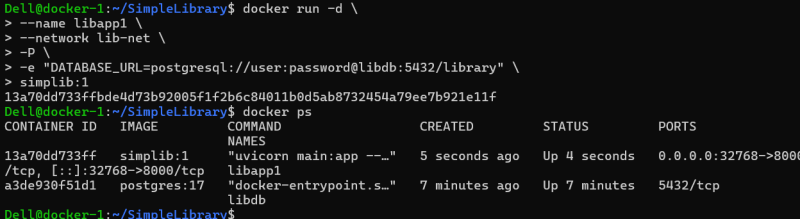 Dell@docker-1:~/SimpleLibrary$ docker run -d \
> --name libapp1 \
> --network lib-net \
> -P \
> -e "DATABASE_URL=postgresql://user:password@libdb:5432/library" \
> simplib:1
13a70dd733ffbde4d73b92005f1f2b6c84011b0d5ab8732454a79ee7b921e11f
Dell@docker-1:~/SimpleLibrary$ docker ps
CONTAINER ID   IMAGE         COMMAND                  CREATED         STATUS         PORTS
                             NAMES
13a70dd733ff   simplib:1     "uvicorn main:app --…"   5 seconds ago   Up 4 seconds   0.0.0.0:32768->8000
/tcp, [::]:32768->8000/tcp   libapp1
a3de930f51d1   postgres:17   "docker-entrypoint.s…"   7 minutes ago   Up 7 minutes   5432/tcp
                             libdb
Dell@docker-1:~/SimpleLibrary$